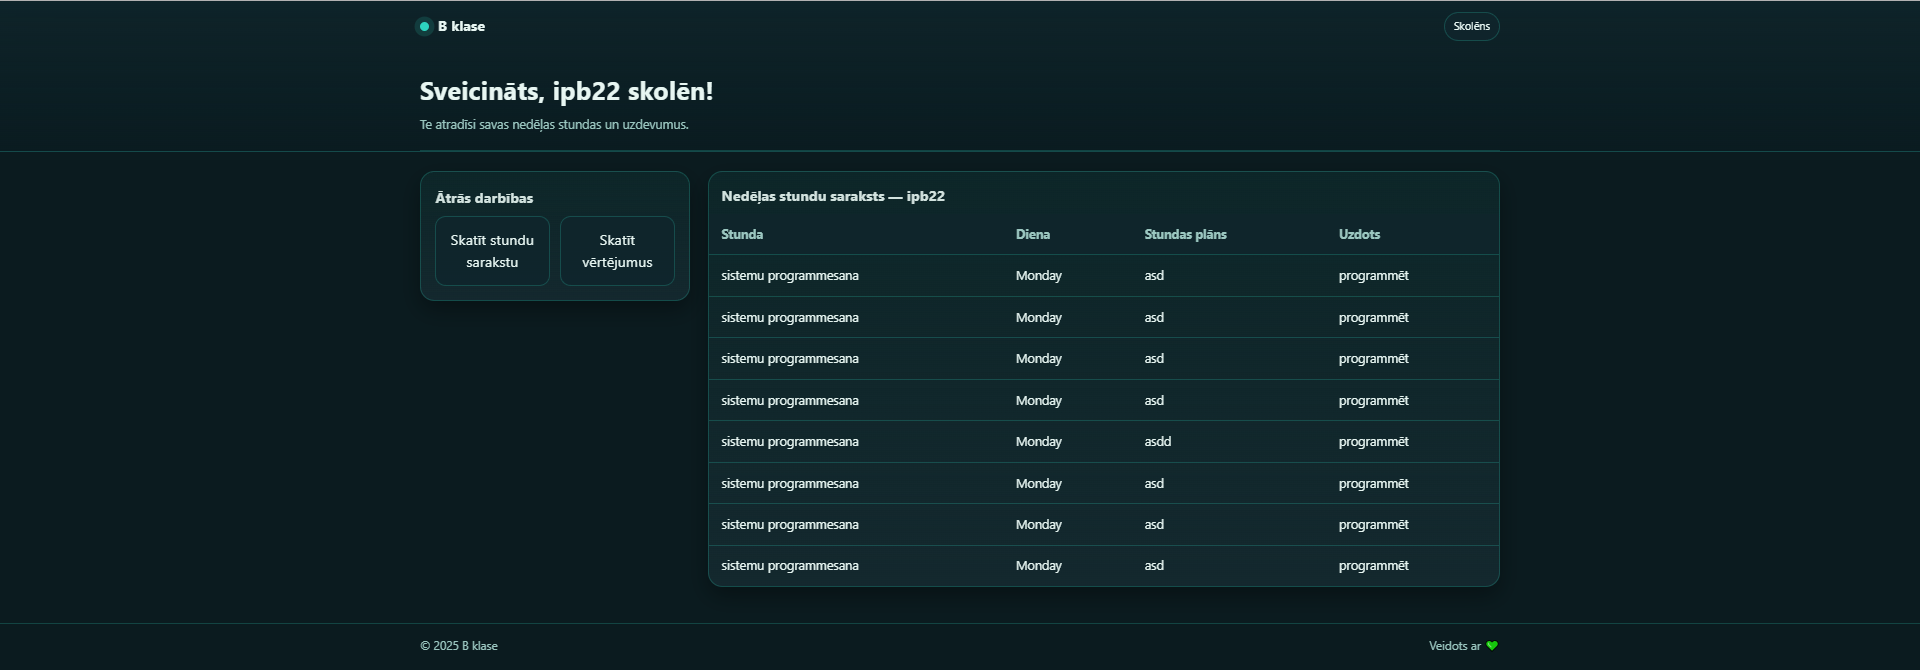 B klase
Skolēns
Sveicināts, ipb22 skolēn!
Te atradīsi savas nedēļas stundas un uzdevumus.
Ātrās darbības
Skatīt stundu
sarakstu
Skatīt
vērtējumus
Nedēļas stundu saraksts — ipb22
Stunda Diena Stundas plāns Uzdots
sistemu programmesana Monday asd programmēt
sistemu programmesana Monday asd programmēt
sistemu programmesana Monday asd programmēt
sistemu programmesana Monday asd programmēt
sistemu programmesana Monday asdd programmēt
sistemu programmesana Monday asd programmēt
sistemu programmesana Monday asd programmēt
sistemu programmesana Monday asd programmēt
© 2025 B klase
Veidots ar 💚